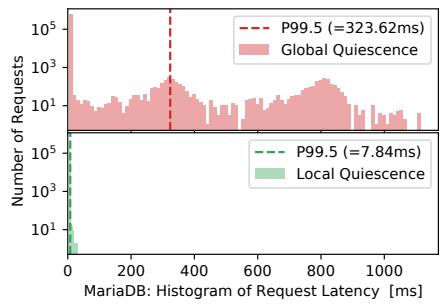 P99.5 (=323.62ms)
Global Quiescence
10^5
10^3
10^1
P99.5 (=7.84ms)
Local Quiescence
10^5
10^3
10^1
Number of Requests
0 200 400 600 800 1000
MariaDB: Histogram of Request Latency [ms]